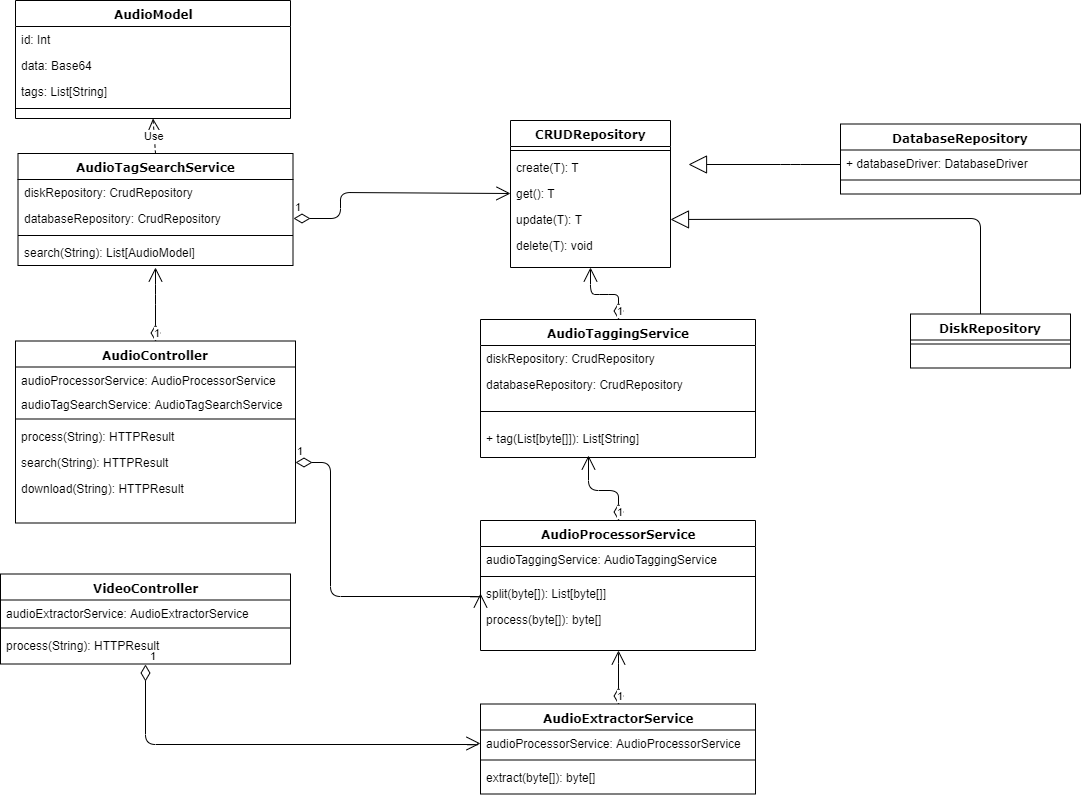 AudioModel
id: Int
data: Base64
tags: List[String]
Use
AudioTagSearchService
diskRepository: CrudRepository
databaseRepository: CrudRepository
search(String): List[AudioModel]
1
CRUDRepository
create(T): T
get(): T
update(T): T
delete(T): void
DatabaseRepository
+ databaseDriver: DatabaseDriver
DiskRepository
1
AudioTaggingService
diskRepository: CrudRepository
databaseRepository: CrudRepository
+ tag(List[byte[]]): List[String]
1
AudioController
audioProcessorService: AudioProcessorService
audioTagSearchService: AudioTagSearchService
process(String): HTTPResult
search(String): HTTPResult
download(String): HTTPResult
1
1
AudioProcessorService
audioTaggingService: AudioTaggingService
split(byte[]): List[byte[]]
process(byte[]): byte[]
VideoController
audioExtractorService: AudioExtractorService
process(String): HTTPResult
1
1
AudioExtractorService
audioProcessorService: AudioProcessorService
extract(byte[]): byte[]